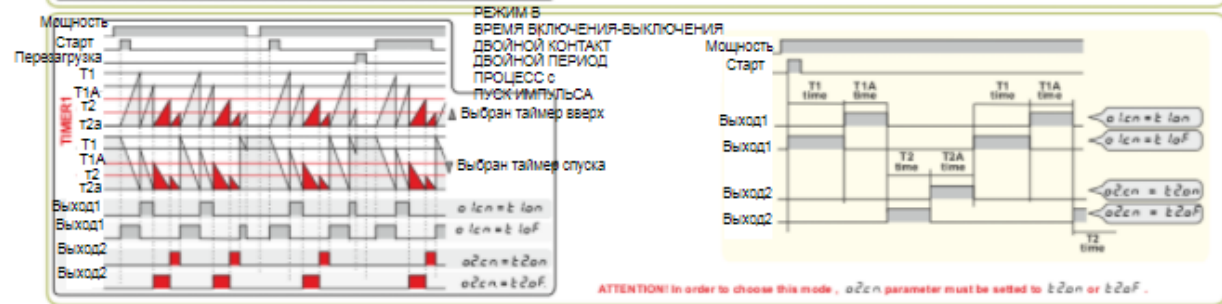 РЕЖИМ В
ВРЕМЯ ВКЛЮЧЕНИЯ-ВЫКЛЮЧЕНИЯ
ДВОЙНОЙ КОНТАКТ
ДВОЙНОЙ ПЕРИОД
ПРОЦЕСС с
ПУСК ИМПУЛЬСА
Мощность
Старт
Перезагрузка
TIMER1
T1
T1A
т2
т2а
Выбран таймер вверх
T1
T1A
т2
т2а
Выбран таймер спуска
Выход1
o1cn=t1on
Выход1
o1cn=t1oF
Выход2
o2cn=t2on
Выход2
o2cn=t2oF.
Мощность
Старт
T1 time
T1A time
T1 time
T1A time
Выход1
o1cn=t1on
Выход1
o1cn=t1oF
T2 time
T2A time
Выход2
o2cn = t2on
Выход2
o2cn = t2oF
T2 time
ATTENTION! In order to choose this mode , o2cn parameter must be setted to t2on or t2oF .